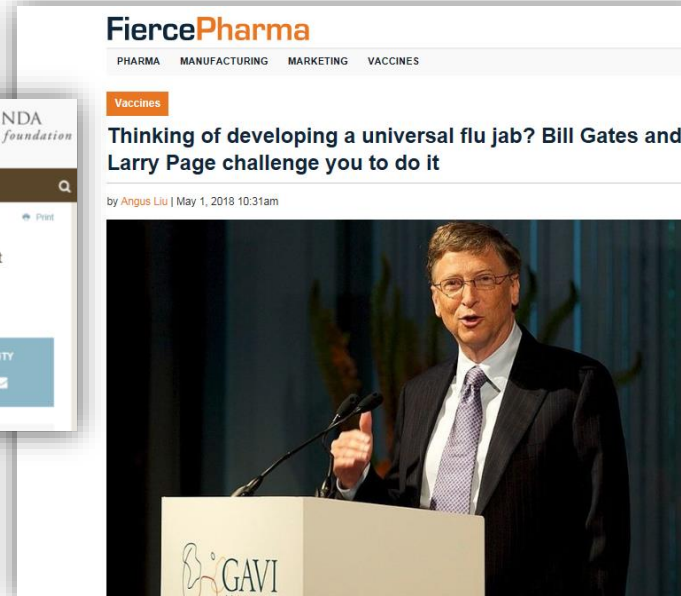 NDA
foundation
Print
t
TY
FiercePharma
PHARMA MANUFACTURING MARKETING VACCINES
Vaccines
Thinking of developing a universal flu jab? Bill Gates and
Larry Page challenge you to do it
by Angus Liu | May 1, 2018 10:31am
GAVI